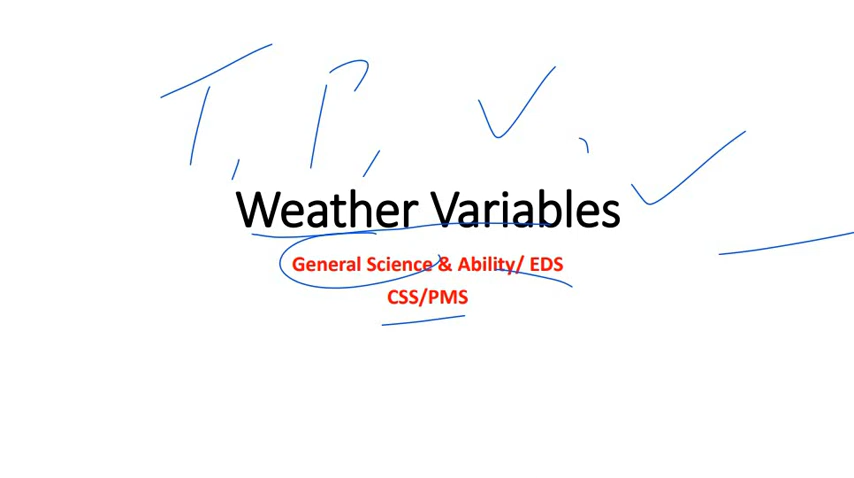 T, P, V,
Weather Variables
General Science & Ability/ EDS
CSS/PMS